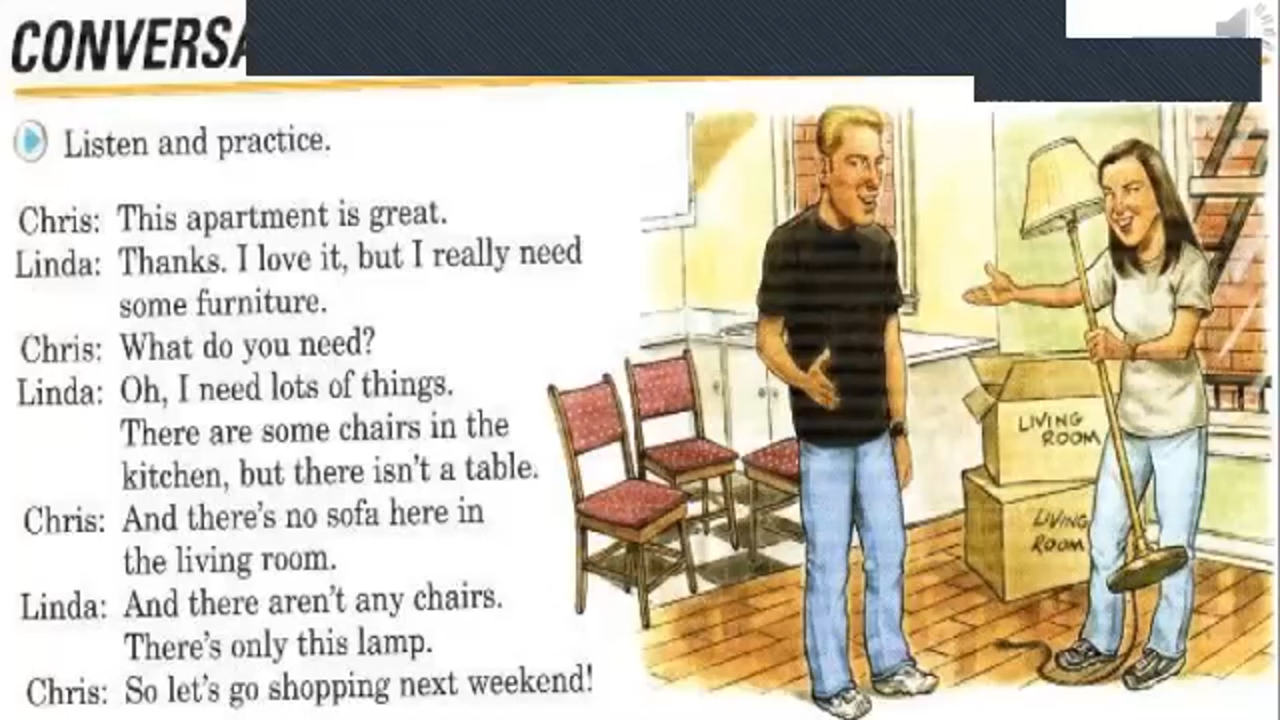 CONVERSA
Listen and practice.
Chris: This apartment is great.
Linda: Thanks. I love it, but I really need
some furniture.
Chris: What do you need?
Linda: Oh, I need lots of things.
There are some chairs in the
kitchen, but there isn't a table.
Chris: And there's no sofa here in
the living room.
Linda: And there aren't any chairs.
There's only this lamp.
Chris: So let's go shopping next weekend!
LIVING
ROOM
LIVING
ROOM